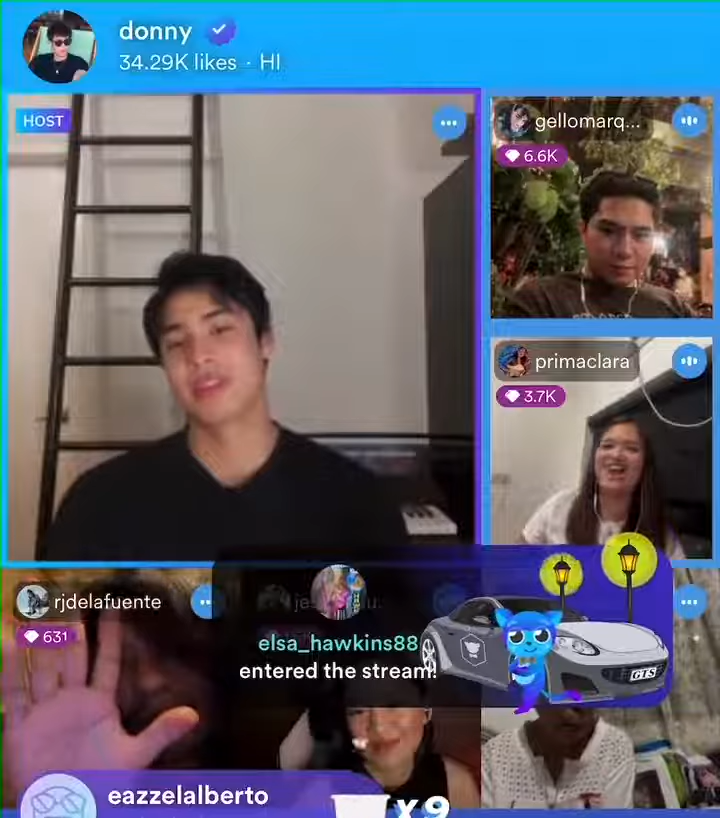 donny
34.29K likes · HI
HOST
gellomarq...
6.6K
primaclara
3.7K
rjdelafuente
631
elsa_hawkins88
entered the stream!
GTS
eazzelalberto
x9